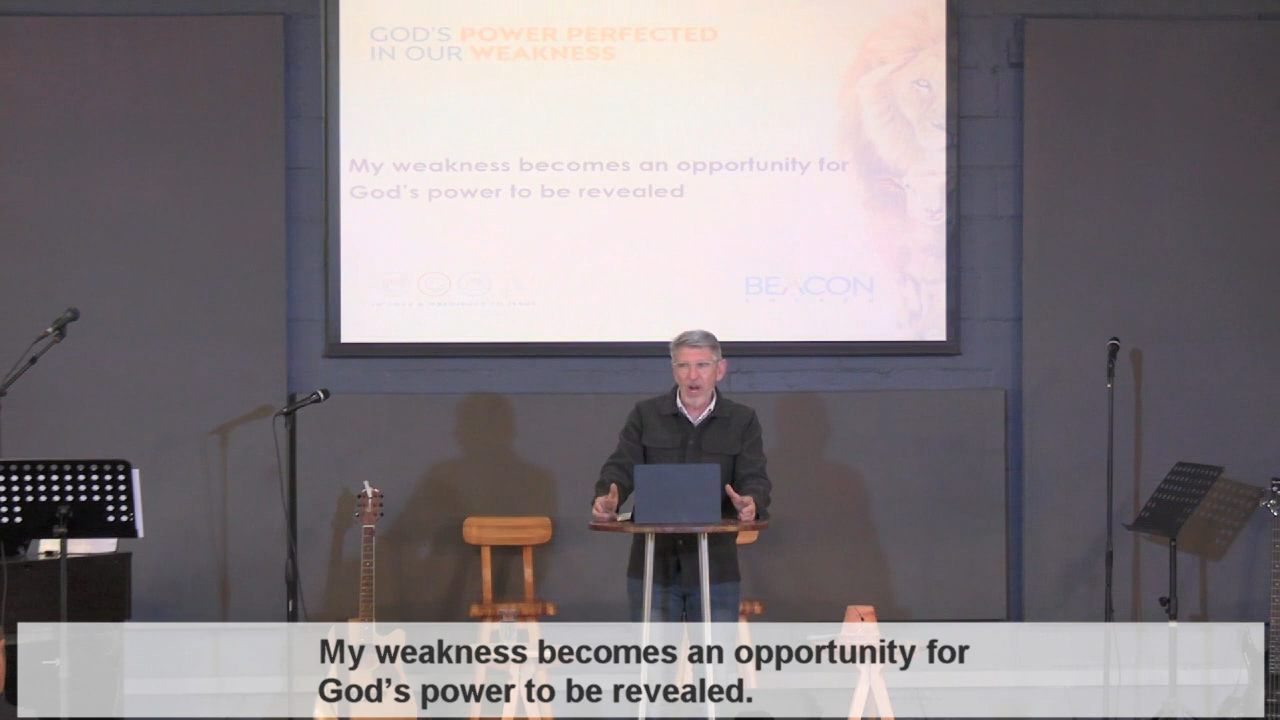 GOD'S POWER PERFECTED
IN OUR WEAKNESS
My weakness becomes an opportunity for
God's power to be revealed
BEACON
My weakness becomes an opportunity for
God's power to be revealed.